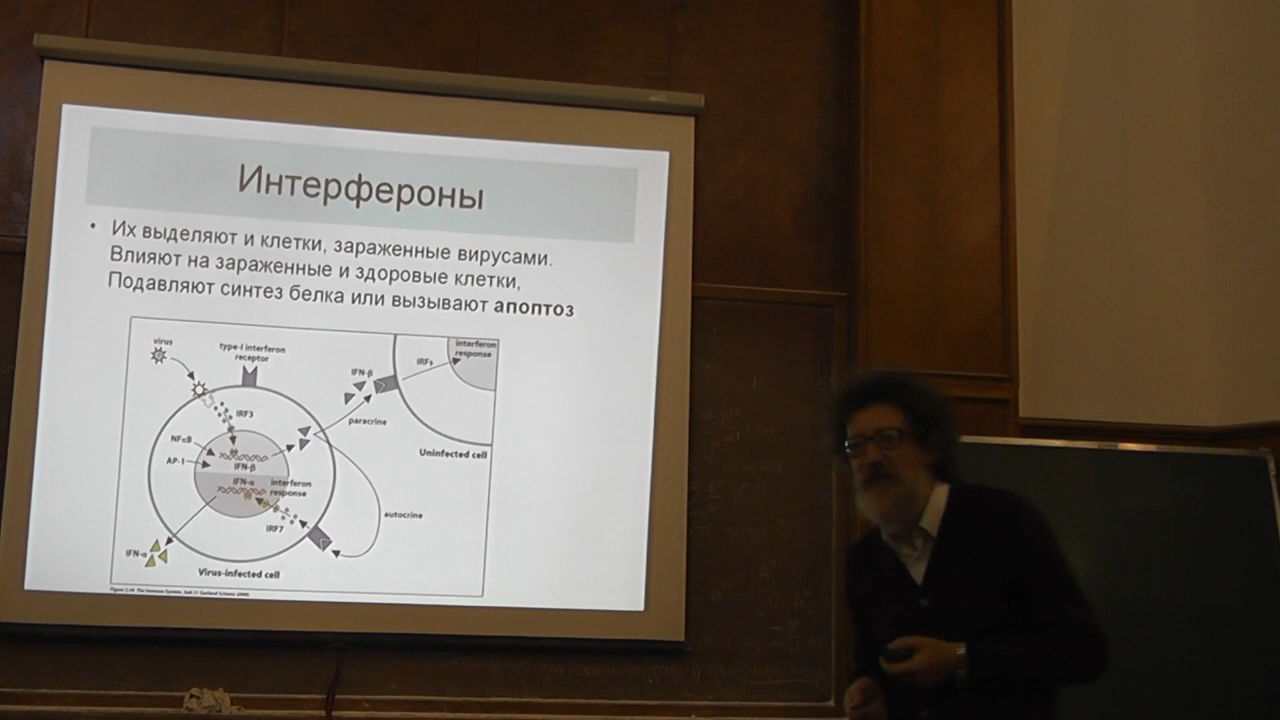 Интерфероны
• Их выделяют и клетки, зараженные вирусами.
Влияют на зараженные и здоровые клетки,
Подавляют синтез белка или вызывают апоптоз
virus
type-I interferon
receptor
IFN-β
IRFs
interferon
response
IRF3
paracrine
NFκB
AP-1
IFN-β
IFN-α
interferon
response
Uninfected cell
IRF7
autocrine
IFN-α
Virus-infected cell